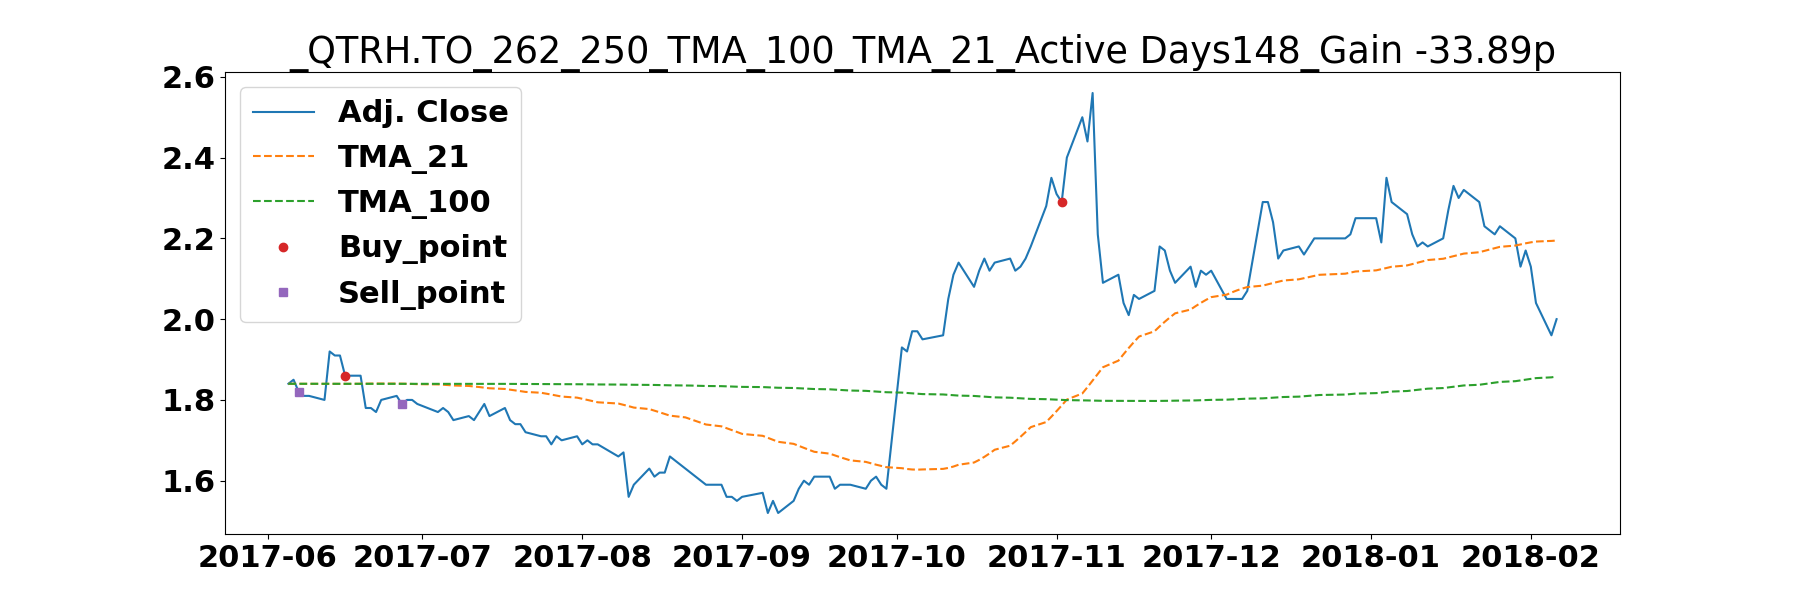 _QTRH.TO_262_250_TMA_100_TMA_21_Active Days148_Gain -33.89p
2.6
2.4
2.2
2.0
1.8
1.6
Adj. Close
TMA_21
TMA_100
Buy_point
Sell_point
2017-06 2017-07 2017-08 2017-09 2017-10 2017-11 2017-12 2018-01 2018-02